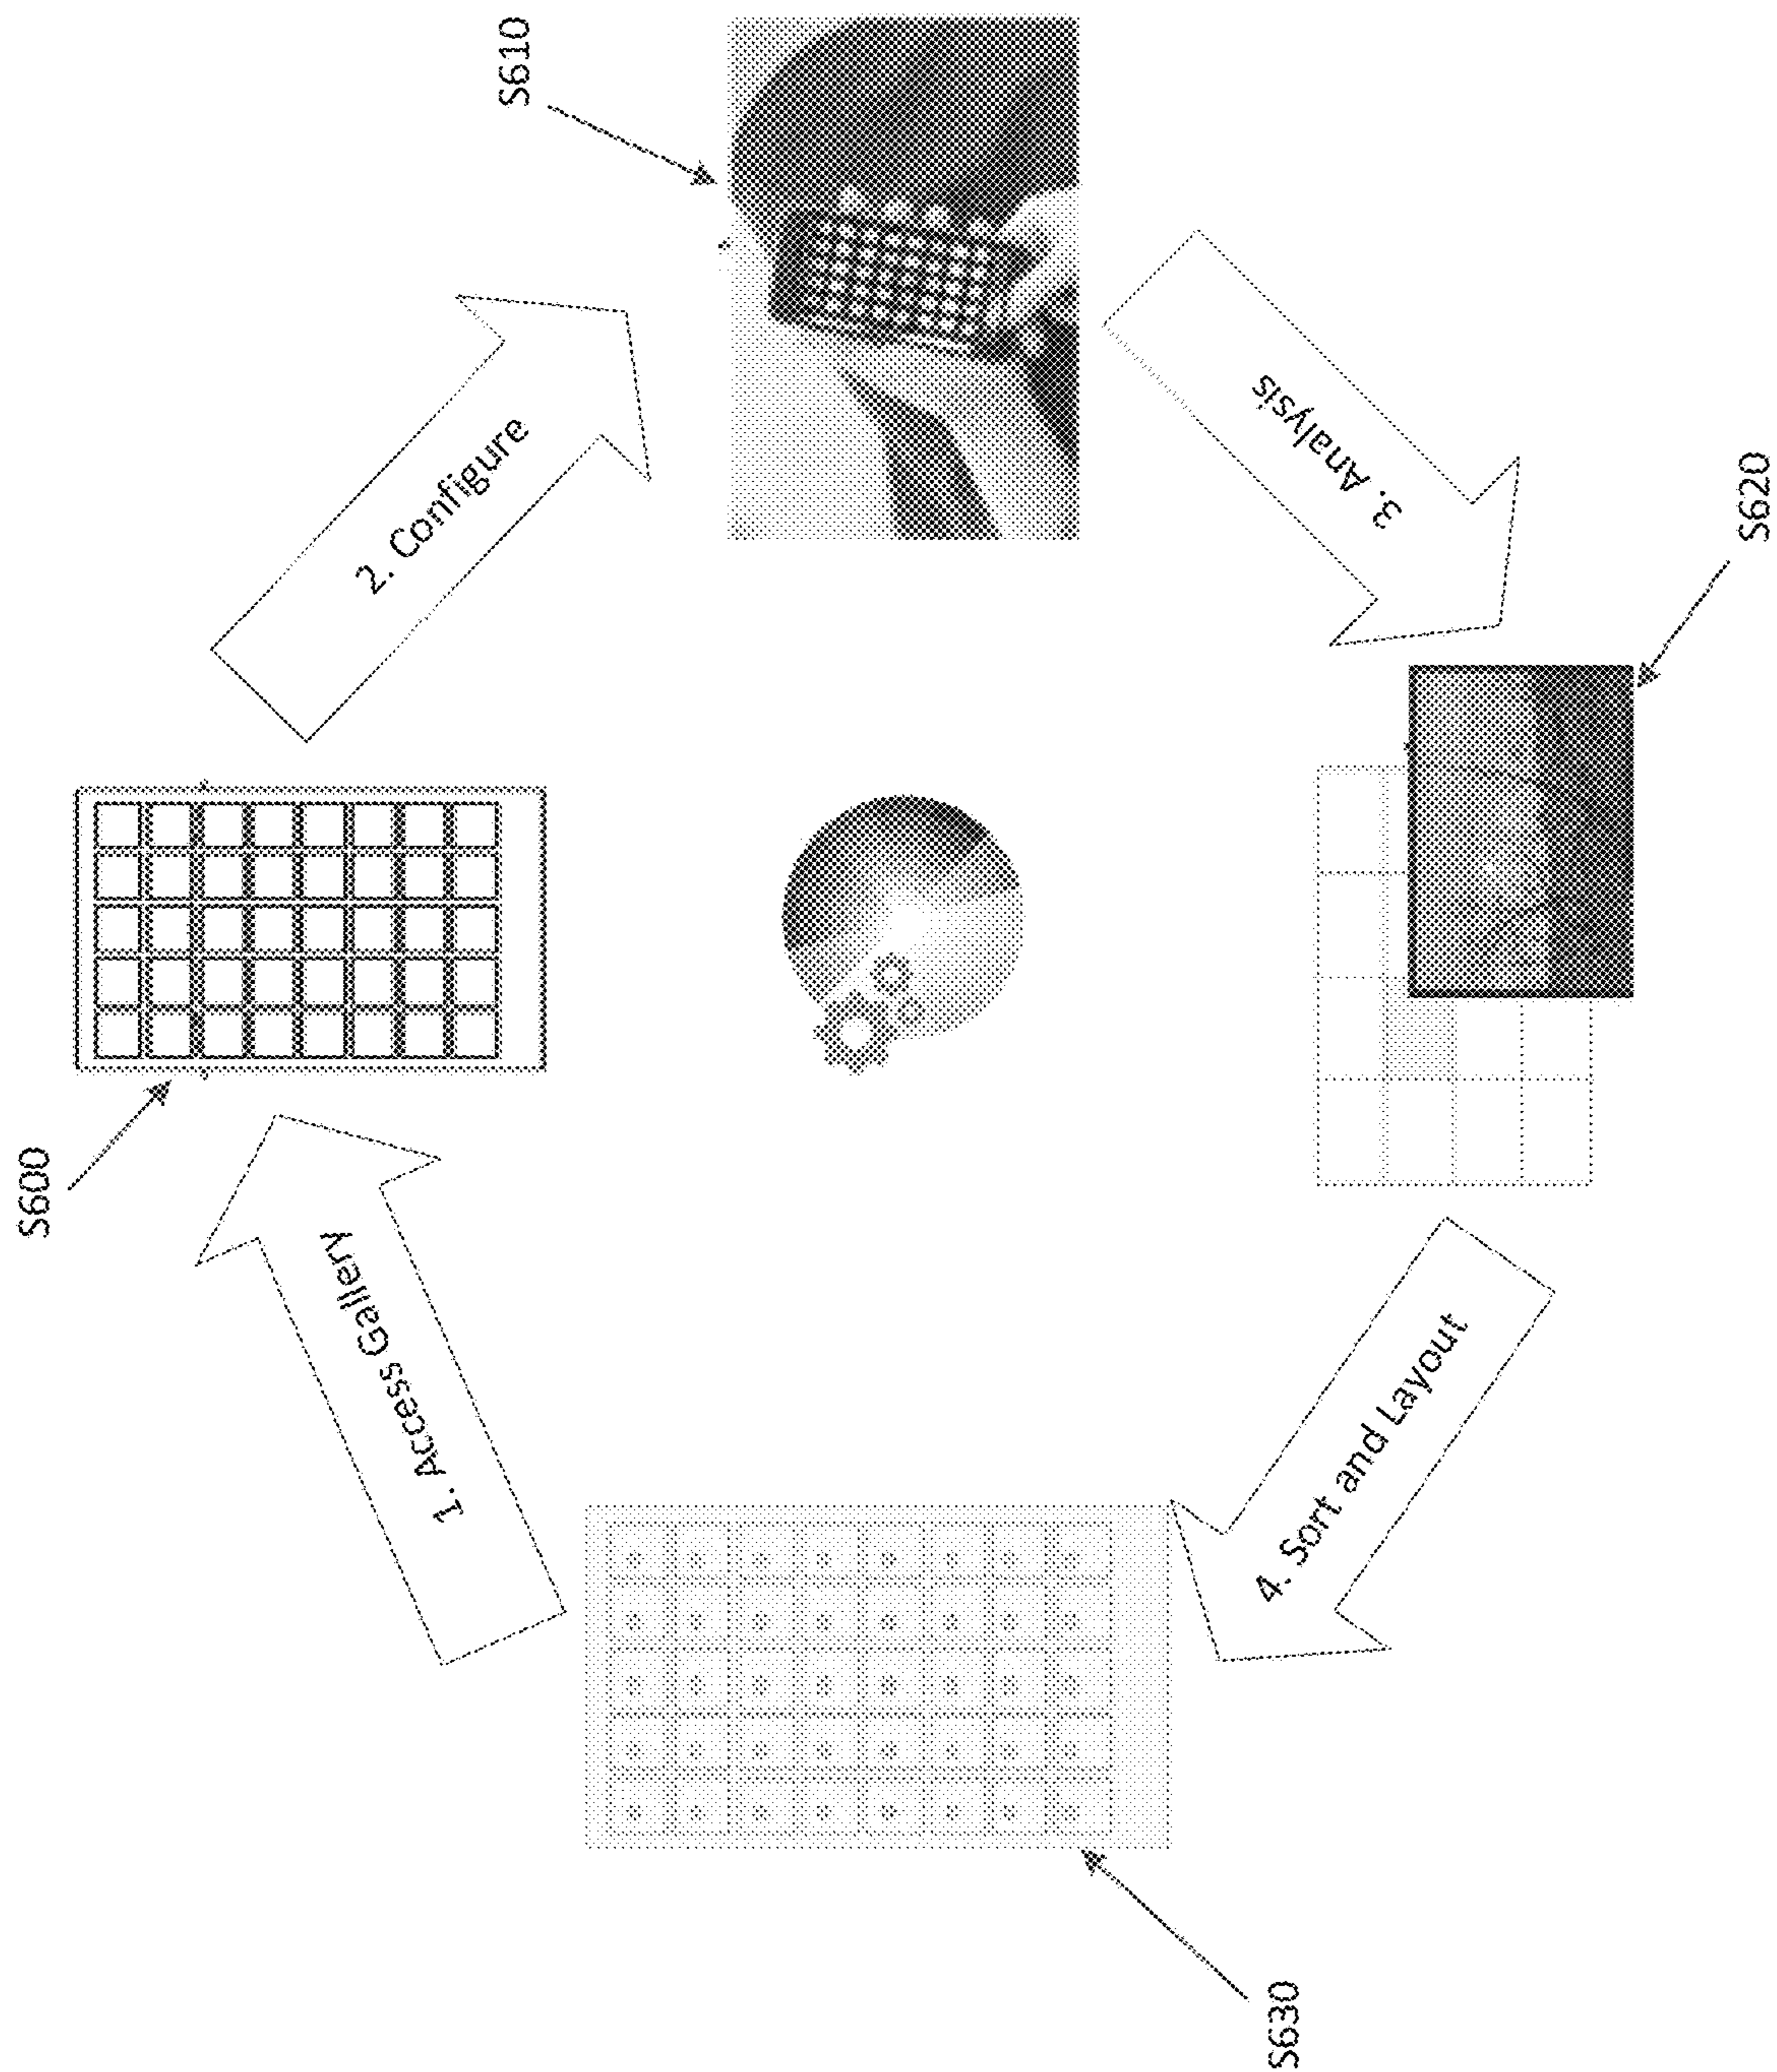 S600
1. Access Gallery
2. Configure
S610
3. Analysis
S620
4. Sort and Layout
S630